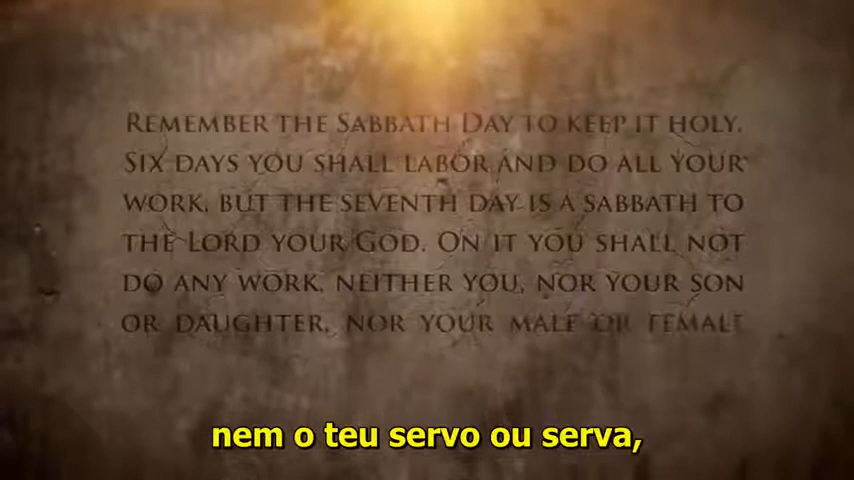 REMEMBER THE SABBATH DAY TO KEEP IT HOLY.
SIX DAYS YOU SHALL LABOR AND DO ALL YOUR
WORK, BUT THE SEVENTH DAY IS A SABBATH TO
THE LORD YOUR GOD. ON IT YOU SHALL NOT
DO ANY WORK, NEITHER YOU, NOR YOUR SON
OR DAUGHTER, NOR YOUR MALE OR FEMALE
nem o teu servo ou serva,